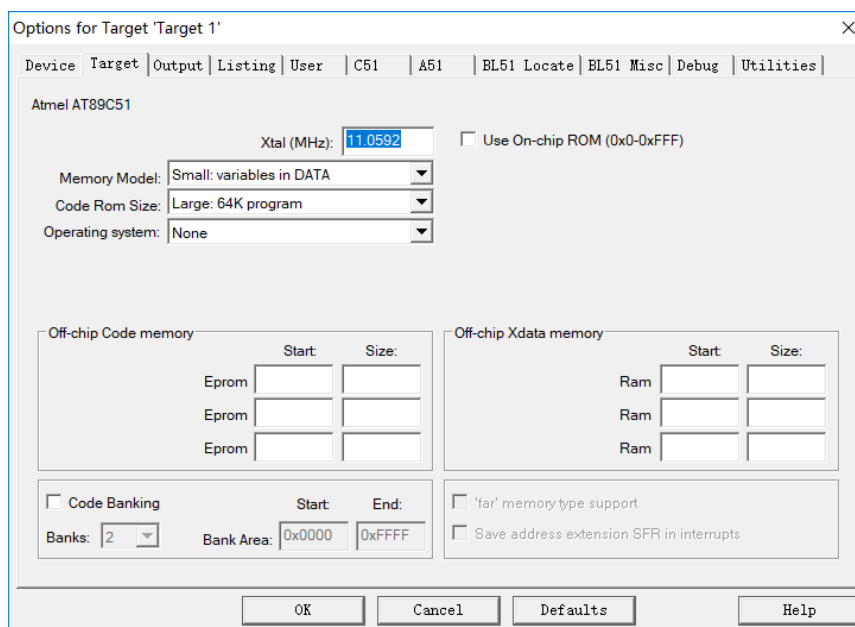 Options for Target 'Target 1'
Device Target Output Listing User C51 A51 BL51 Locate BL51 Misc Debug Utilities
Atmel AT89C51
Xtal (MHz): 11.0592 Use On-chip ROM (0x0-0xFFF)
Memory Model: Small: variables in DATA
Code Rom Size: Large: 64K program
Operating system: None
Off-chip Code memory
Start: Size:
Eprom
Eprom
Eprom
Off-chip Xdata memory
Start: Size:
Ram
Ram
Ram
Code Banking Start: End:
Banks: 2 Bank Area: 0x0000 0xFFFF
'far' memory type support
Save address extension SFR in interrupts
OK Cancel Defaults Help